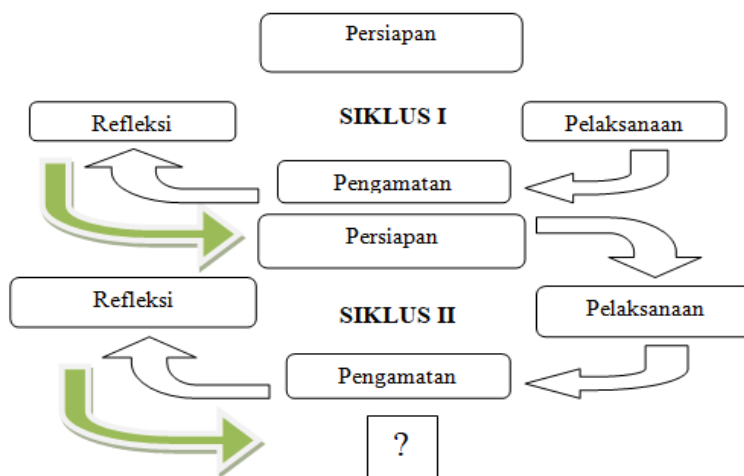 Persiapan
SIKLUS I
Refleksi
Pelaksanaan
Pengamatan
Persiapan
Refleksi
Pelaksanaan
SIKLUS II
Pengamatan
?